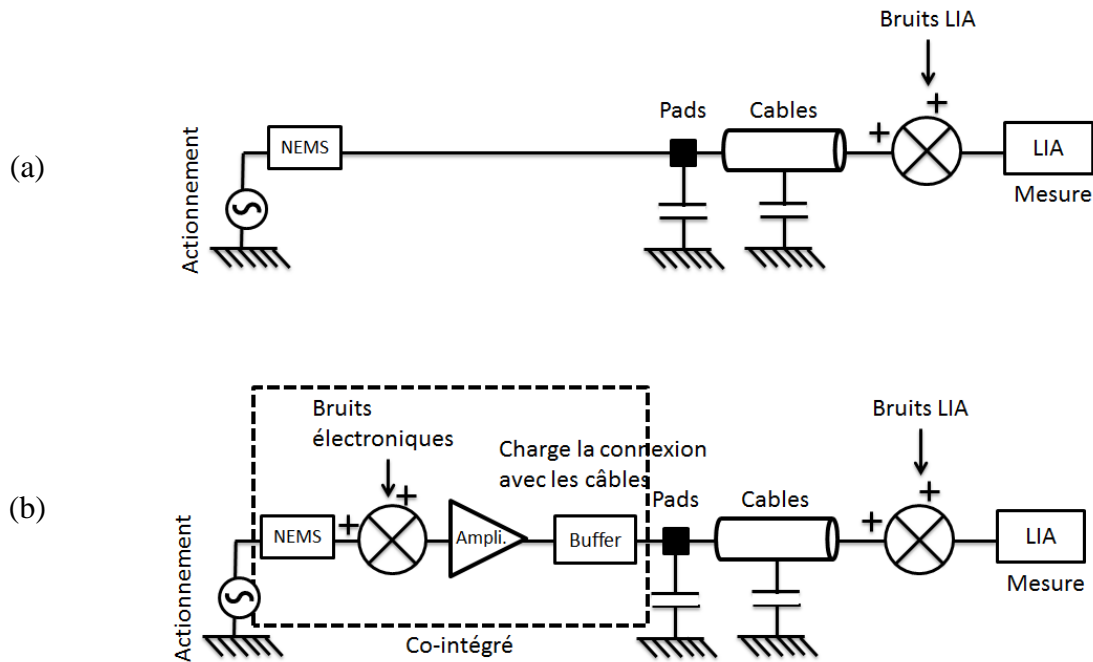 Bruits LIA
Pads
Cables
Actionnement
NEMS
(a)
LIA
Mesure
Bruits
électroniques
Charge la connexion
avec les câbles
Bruits LIA
Pads
Cables
(b)
Actionnement
NEMS
Ampli.
Buffer
LIA
Mesure
Co-intégré